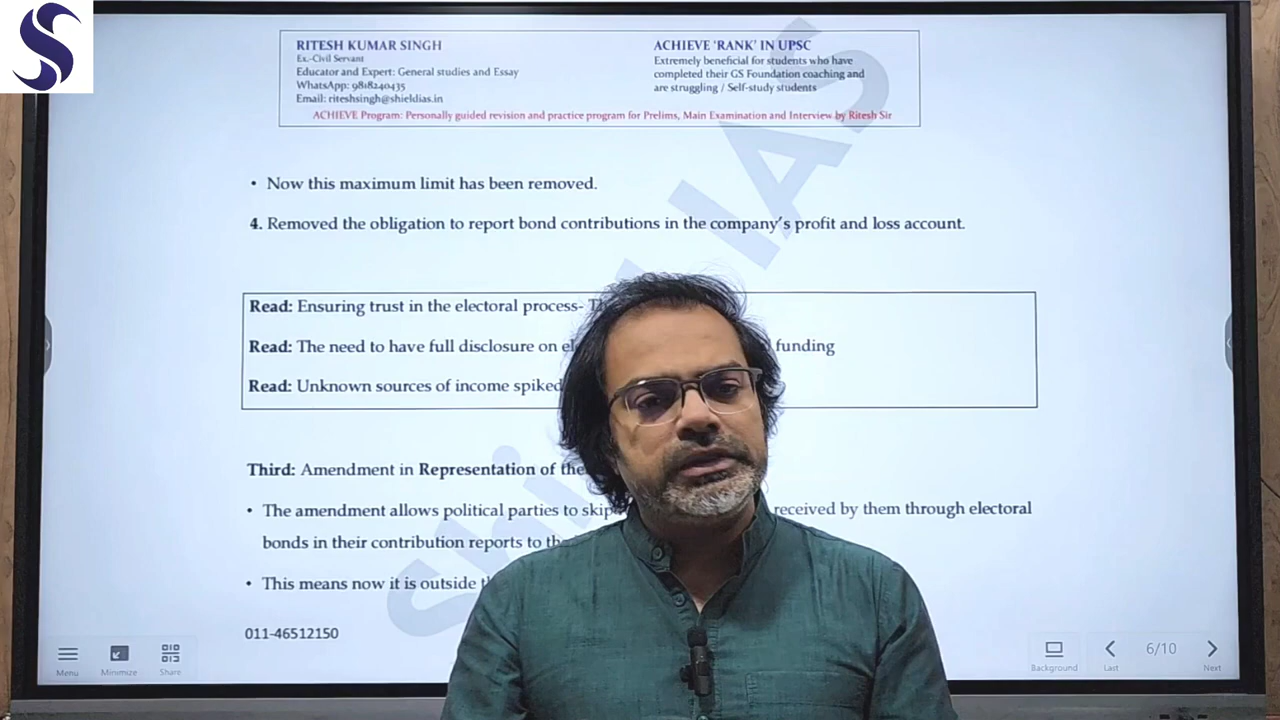 RITESH KUMAR SINGH
Ex.-Civil Servant
Educator and Expert: General studies and Essay
WhatsApp: 9818240435
Email: riteshsingh@shieldias.in
ACHIEVE 'RANK' IN UPSC
Extremely beneficial for students who have
completed their GS Foundation coaching and
are struggling / Self-study students
ACHIEVE Program: Personally guided revision and practice program for Prelims, Main Examination and Interview by Ritesh Sir
• Now this maximum limit has been removed.
4. Removed the obligation to report bond contributions in the company's profit and loss account.
Read: Ensuring trust in the electoral process-
Read: The need to have full disclosure on funding
Read: Unknown sources of income spiked
Third: Amendment in Representation of the
• The amendment allows political parties to skip received by them through electoral
bonds in their contribution reports to
• This means now it is outside
011-46512150
Menu
Minimize
Share
Background
Last
6/10
Next
IAS